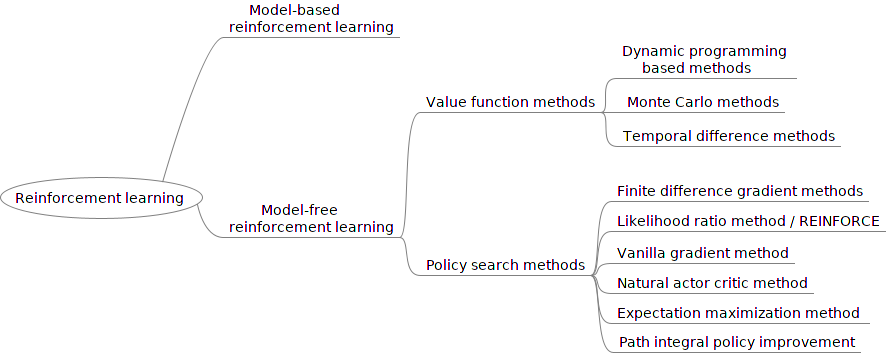 Model-based
reinforcement learning
Dynamic programming
based methods
Value function methods
Monte Carlo methods
Temporal difference methods
Reinforcement learning
Model-free
reinforcement learning
Finite difference gradient methods
Likelihood ratio method / REINFORCE
Vanilla gradient method
Policy search methods
Natural actor critic method
Expectation maximization method
Path integral policy improvement